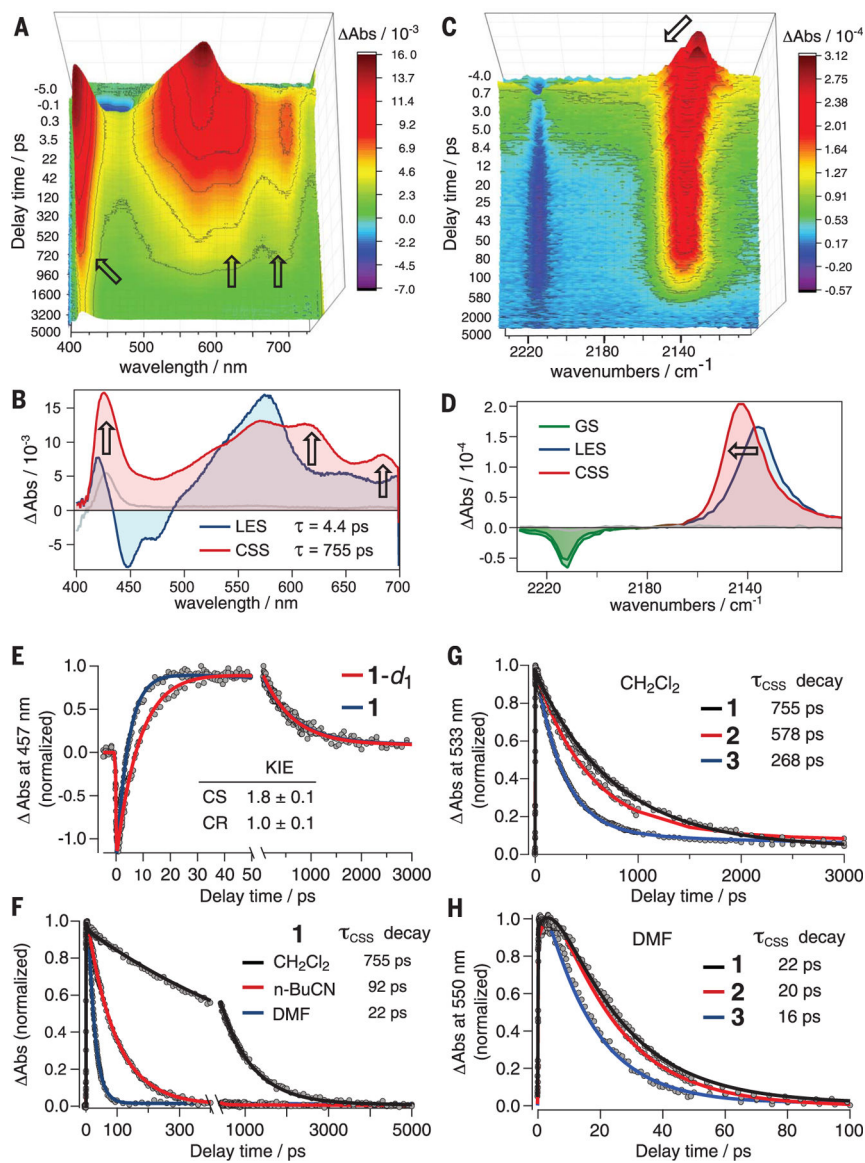 A
ΔAbs / 10⁻³
16.0
13.7
11.4
9.2
6.9
4.6
2.4
0.0
-2.5
-4.5
-7.0
Delay time / ps
-5.0
-0.1
0.3
3.5
22
42
120
320
520
720
960
1600
3200
5000
400 500 600 700
wavelength / nm
C
ΔAbs / 10⁻⁴
3.12
2.75
2.38
2.01
1.64
1.28
0.91
0.54
0.17
-0.20
-0.57
Delay time / ps
-4.0
0.7
3.0
5.0
8.4
12
20
25
43
50
80
100
580
2000
5000
2220 2180 2140
wavenumbers / cm⁻¹
B
ΔAbs / 10⁻³
15
10
5
0
-5
LES τ = 4.4 ps
CSS τ = 755 ps
400 450 500 550 600 650 700
wavelength / nm
D
ΔAbs / 10⁻⁴
2.0
1.5
1.0
0.5
0.0
-0.5
GS
LES
CSS
2220 2180 2140
wavenumbers / cm⁻¹
E
Δ Abs at 457 nm
(normalized)
1.0
0.5
0.0
-0.5
-1.0
1-d₁
1
KIE
CS 1.8 ± 0.1
CR 1.0 ± 0.1
0 10 20 30 40 50 1000 2000 3000
Delay time / ps
G
Δ Abs at 533 nm
(normalized)
1.0
0.8
0.6
0.4
0.2
0
CH₂Cl₂ τCSS decay
1 755 ps
2 578 ps
3 268 ps
0 1000 2000 3000
Delay time / ps
F
ΔAbs (normalized)
1.0
0.8
0.6
0.4
0.2
0.0
1 τCSS decay
CH₂Cl₂ 755 ps
n-BuCN 92 ps
DMF 22 ps
0 100 300 1000 3000 5000
Delay time / ps
H
ΔAbs at 550 nm
(normalized)
1.0
0.8
0.6
0.4
0.2
0
DMF τCSS decay
1 22 ps
2 20 ps
3 16 ps
0 20 40 60 80 100
Delay time / ps